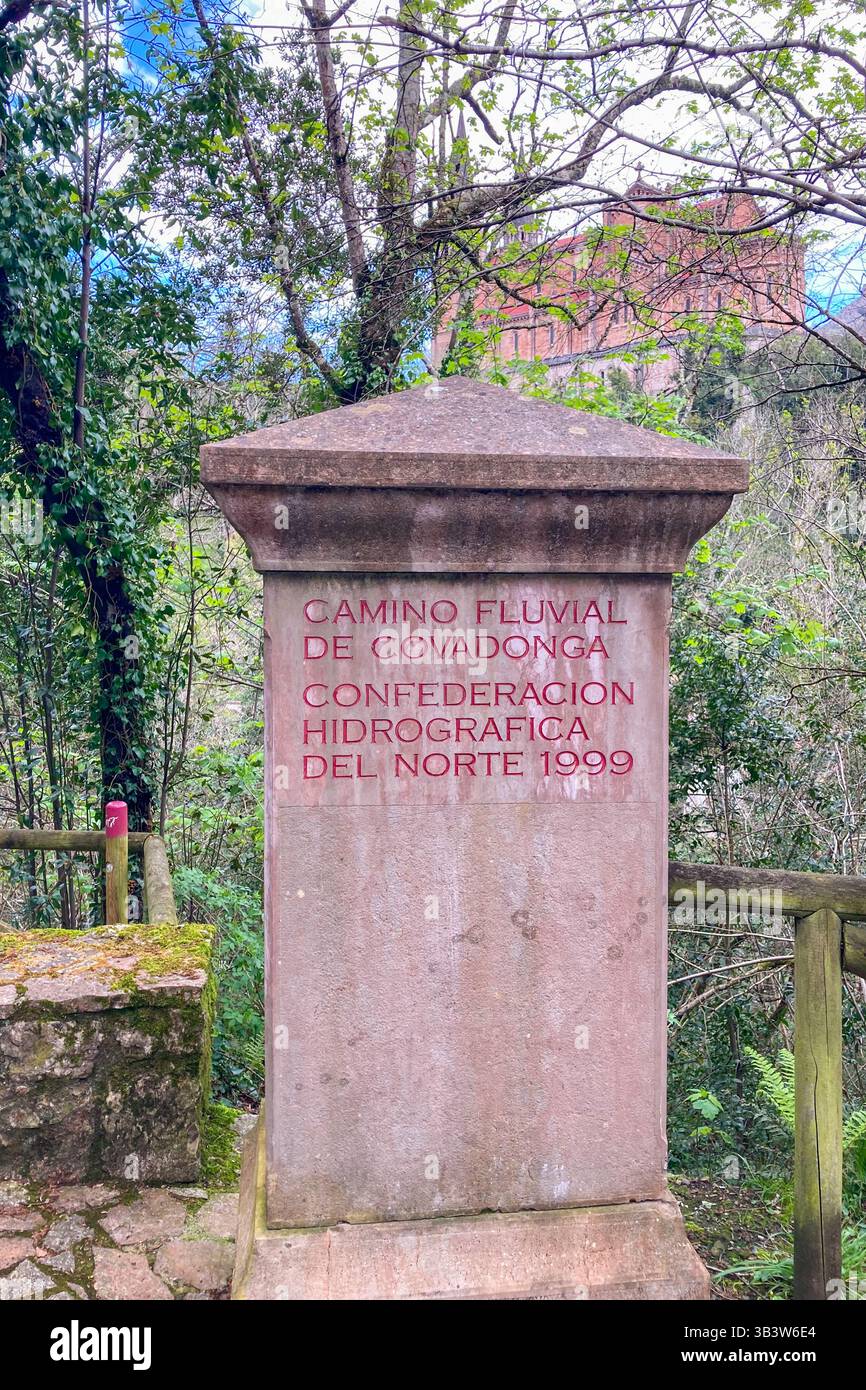 CAMINO FLUVIAL
DE COVADONGA
CONFEDERACION
HIDROGRAFICA
DEL NORTE 1999
alamy
Image ID: 3B3W6E4
www.alamy.com